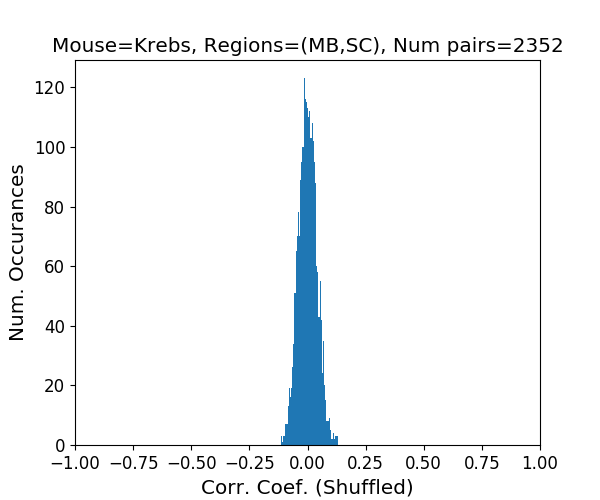 Mouse=Krebs, Regions=(MB,SC), Num pairs=2352
Num. Occurances
120
100
80
60
40
20
0
−1.00 −0.75 −0.50 −0.25 0.00 0.25 0.50 0.75 1.00
Corr. Coef. (Shuffled)